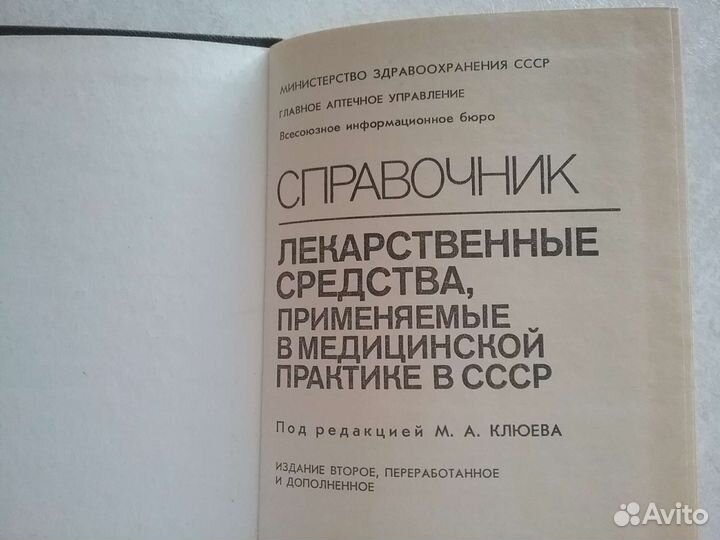 МИНИСТЕРСТВО ЗДРАВООХРАНЕНИЯ СССР
ГЛАВНОЕ АПТЕЧНОЕ УПРАВЛЕНИЕ
Всесоюзное информационное бюро
СПРАВОЧНИК
ЛЕКАРСТВЕННЫЕ
СРЕДСТВА,
ПРИМЕНЯЕМЫЕ
В МЕДИЦИНСКОЙ
ПРАКТИКЕ В СССР
Под редакцией М. А. КЛЮЕВА
ИЗДАНИЕ ВТОРОЕ, ПЕРЕРАБОТАННОЕ
И ДОПОЛНЕННОЕ
Avito